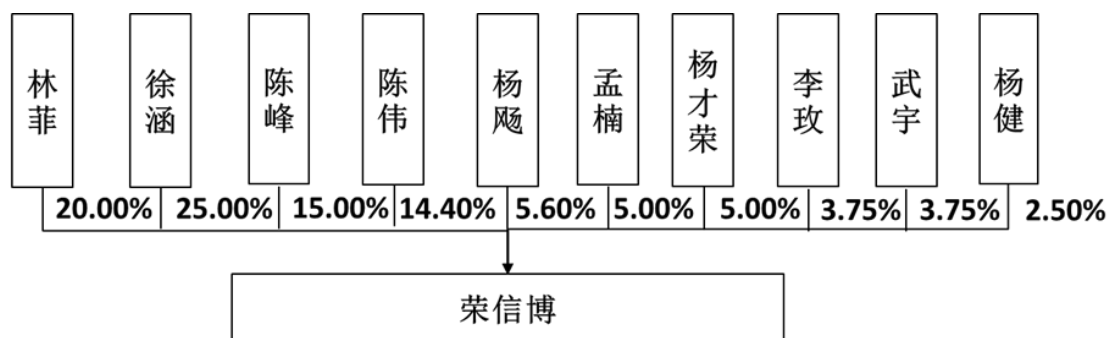 林菲
徐涵
陈峰
陈伟
杨飏
孟楠
杨才荣
李玫
武宇
杨健
20.00%
25.00%
15.00%
14.40%
5.60%
5.00%
5.00%
3.75%
3.75%
2.50%
荣信博